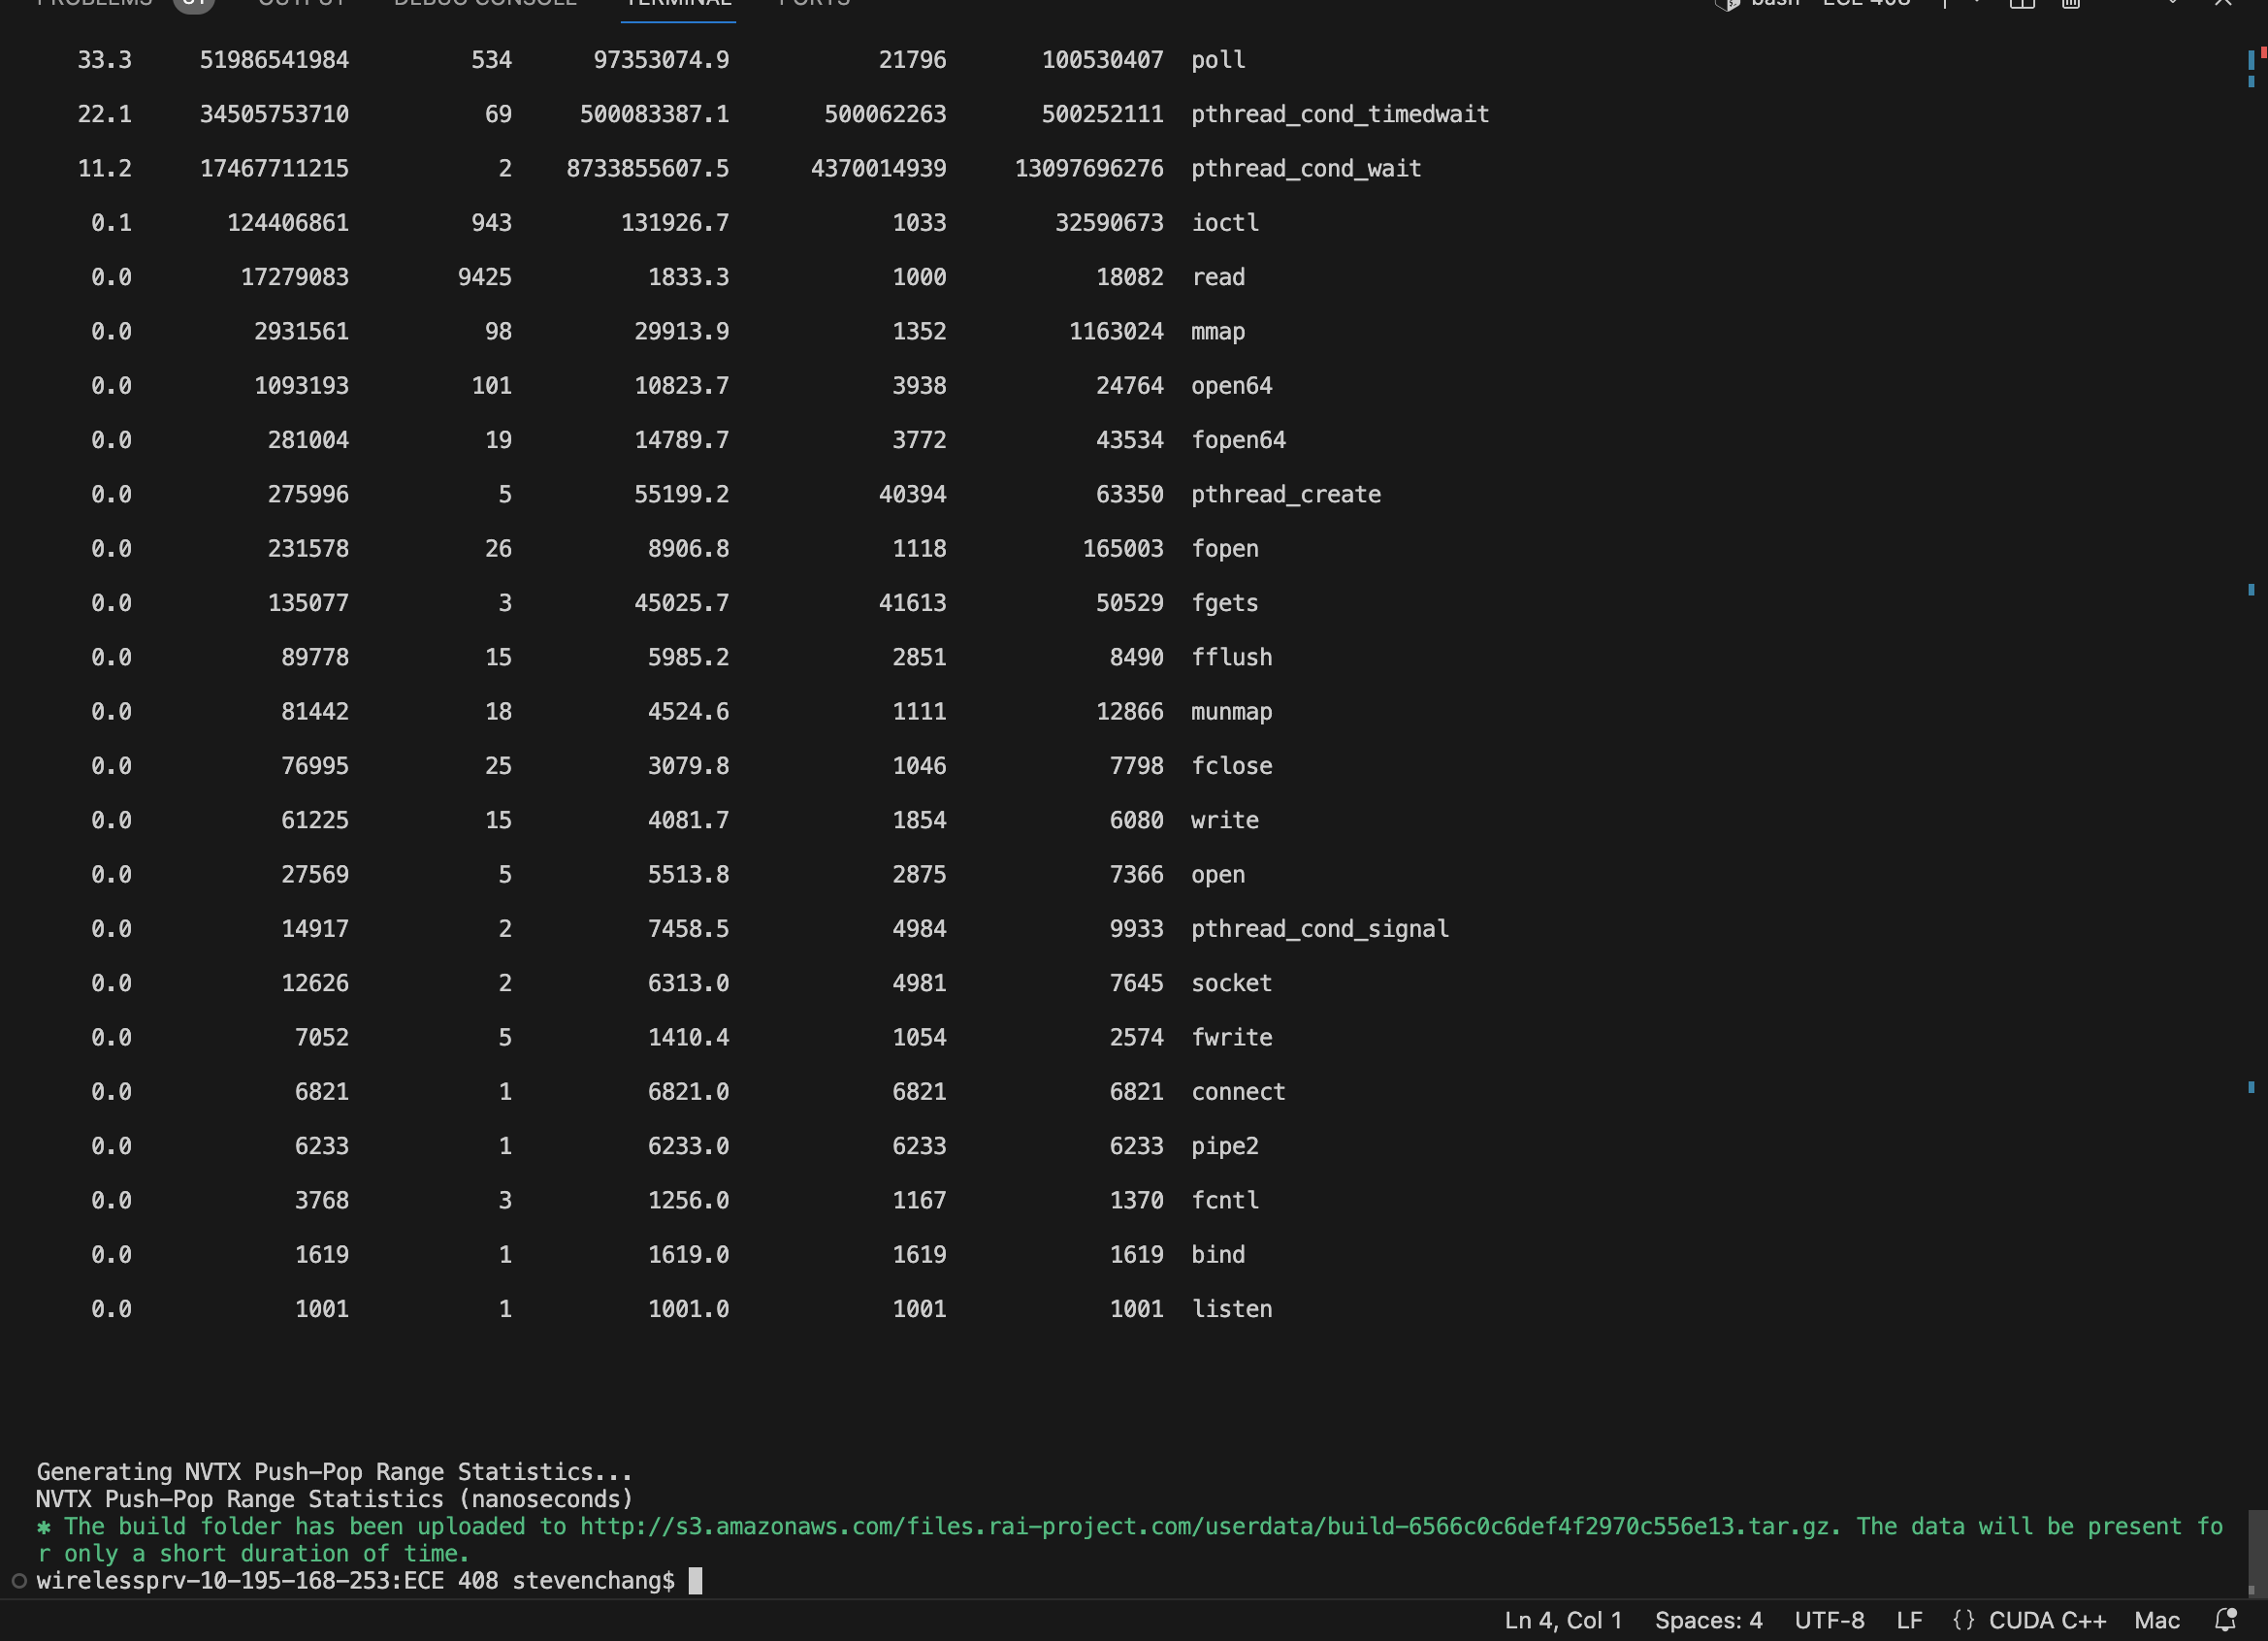 PROBLEMS OUTPUT DEBUG CONSOLE TERMINAL PORTS bash - ECE 408
33.3 51986541984 534 97353074.9 21796 100530407 poll
22.1 34505753710 69 500083387.1 500062263 500252111 pthread_cond_timedwait
11.2 17467711215 2 8733855607.5 4370014939 13097696276 pthread_cond_wait
0.1 124406861 943 131926.7 1033 32590673 ioctl
0.0 17279083 9425 1833.3 1000 18082 read
0.0 2931561 98 29913.9 1352 1163024 mmap
0.0 1093193 101 10823.7 3938 24764 open64
0.0 281004 19 14789.7 3772 43534 fopen64
0.0 275996 5 55199.2 40394 63350 pthread_create
0.0 231578 26 8906.8 1118 165003 fopen
0.0 135077 3 45025.7 41613 50529 fgets
0.0 89778 15 5985.2 2851 8490 fflush
0.0 81442 18 4524.6 1111 12866 munmap
0.0 76995 25 3079.8 1046 7798 fclose
0.0 61225 15 4081.7 1854 6080 write
0.0 27569 5 5513.8 2875 7366 open
0.0 14917 2 7458.5 4984 9933 pthread_cond_signal
0.0 12626 2 6313.0 4981 7645 socket
0.0 7052 5 1410.4 1054 2574 fwrite
0.0 6821 1 6821.0 6821 6821 connect
0.0 6233 1 6233.0 6233 6233 pipe2
0.0 3768 3 1256.0 1167 1370 fcntl
0.0 1619 1 1619.0 1619 1619 bind
0.0 1001 1 1001.0 1001 1001 listen
Generating NVTX Push-Pop Range Statistics...
NVTX Push-Pop Range Statistics (nanoseconds)
✱ The build folder has been uploaded to http://s3.amazonaws.com/files.rai-project.com/userdata/build-6566c0c6def4f2970c556e13.tar.gz. The data will be present fo
r only a short duration of time.
wirelessprv-10-195-168-253:ECE 408 stevenchang$
Ln 4, Col 1 Spaces: 4 UTF-8 LF {} CUDA C++ Mac